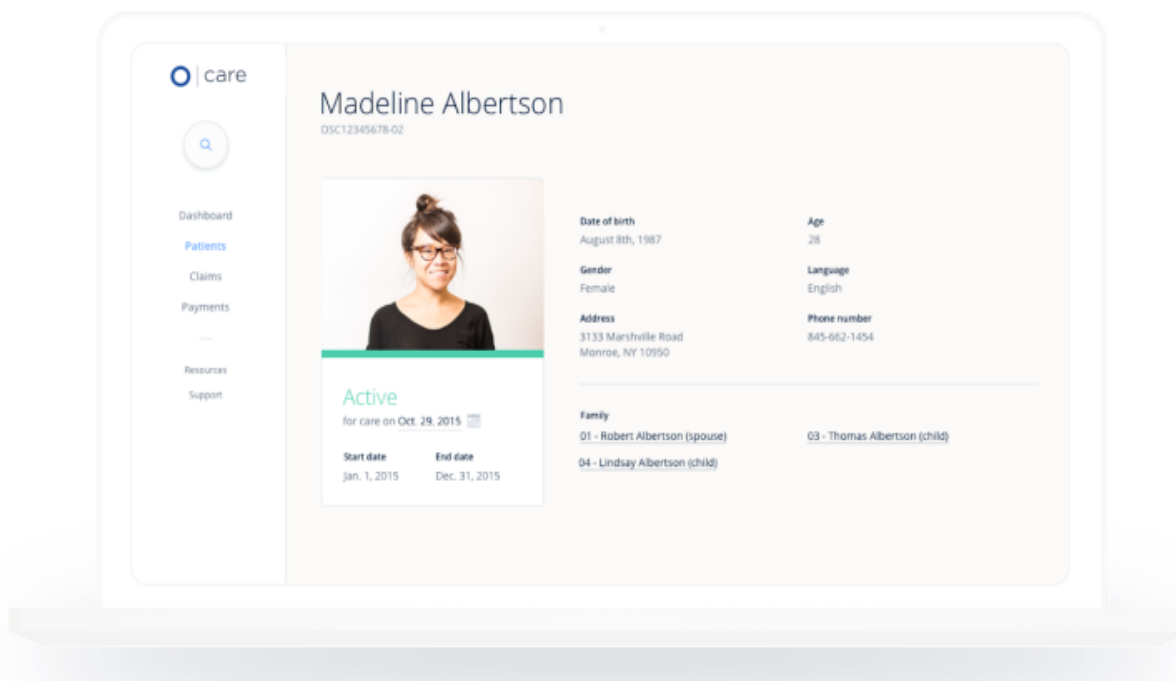 O | care
Dashboard
Patients
Claims
Payments
Resources
Support
Madeline Albertson
OSC12345678-02
Active
for care on Oct. 29, 2015
Start date End date
Jan. 1, 2015 Dec. 31, 2015
Date of birth Age
August 8th, 1987 28
Gender Language
Female English
Address Phone number
3133 Marshville Road 845-662-1454
Monroe, NY 10950
Family
01 - Robert Albertson (spouse) 03 - Thomas Albertson (child)
04 - Lindsay Albertson (child)